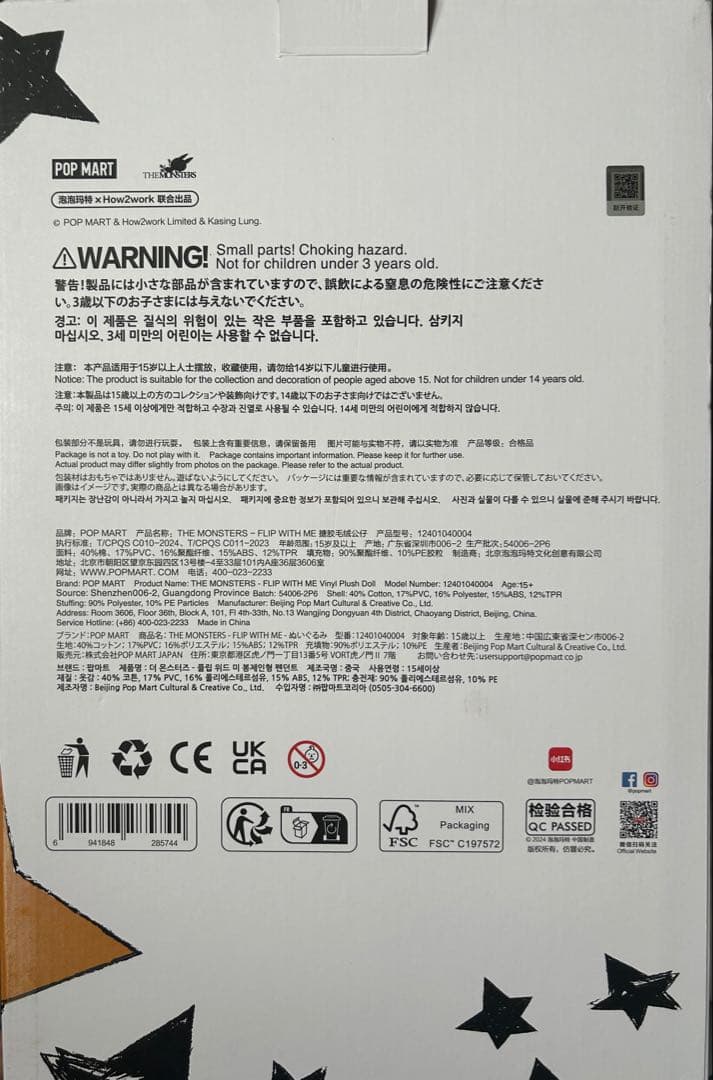 POP MART
THE MONSTERS
泡泡玛特×How2work 联合出品
© POP MART & How2work Limited & Kasing Lung.
刮开验证
⚠WARNING! Small parts! Choking hazard.
Not for children under 3 years old.
警告!製品には小さな部品が含まれていますので、誤飲による窒息の危険性にご注意くださ
い。3歳以下のお子さまには与えないでください。
경고: 이 제품은 질식의 위험이 있는 작은 부품을 포함하고 있습니다. 삼키지
마십시오. 3세 미만의 어린이는 사용할 수 없습니다.
注意： 本产品适用于15岁以上人士摆放，收藏使用，请勿给14岁以下儿童进行使用。
Notice: The product is suitable for the collection and decoration of people aged above 15. Not for children under 14 years old.
注意:本製品は15歳以上の方のコレクションや装飾向けです。14歳以下のお子さま向けではございません。
주의: 이 제품은 15세 이상에게만 적합하고 수장과 진열로 사용될 수 있습니다. 14세 미만의 어린이에게 적합하지 않습니다.
包装部分不是玩具，请勿进行玩耍。 包装上含有重要信息，请保留备用 图片可能与实物不符，请以实物为准 产品等级：合格品
Package is not a toy. Do not play with it. Package contains important information. Please keep it for further use.
Actual product may differ slightly from photos on the package. Please refer to the actual product.
包装材はおもちゃではありません。遊ばないようにしてください。 パッケージには重要な情報が含まれていますので、必要に応じて保管しておいてください。
画像はイメージです。実際の商品とは異なる場合があります。
패키지는 장난감이 아니라서 가지고 놀지 마십시오. 패키지에 중요한 정보가 포함되어 있으니 보관해 주십시오. 사진과 실물이 다를 수 있으니 실물에 준해 주시기 바랍니다.
品牌：POP MART 产品名称：THE MONSTERS – FLIP WITH ME 搪胶毛绒公仔 产品型号：12401040004
执行标准：T/CPQS C010–2024、T/CPQS C011–2023 年龄范围：15岁及以上 产地：广东省深圳市006–2 生产批次：54006–2P6
面料：40%棉、17%PVC、16%聚酯纤维、15%ABS、12%TPR 填充物：90%聚酯纤维、10%PE胶粒 制造商：北京泡泡玛特文化创意有限公司
地址：北京市朝阳区望京东园四区13号楼–4至33层101内A座36层3606室
网址：WWW.POPMART. COM 电话：400–023–2233
Brand: POP MART Product Name: THE MONSTERS - FLIP WITH ME Vinyl Plush Doll Model Number: 12401040004 Age:15+
Source: Shenzhen006-2, Guangdong Province Batch: 54006-2P6 Shell: 40% Cotton, 17%PVC, 16% Polyester, 15%ABS, 12%TPR
Stuffing: 90% Polyester, 10% PE Particles Manufacturer: Beijing Pop Mart Cultural & Creative Co., Ltd.
Address: Room 3606, Floor 36th, Block A, 101, Fl 4th-33th, No.13 Wangjing Dongyuan 4th District, Chaoyang District, Beijing, China.
Service Hotline: (+86) 400-023-2233 Made in China
ブランド:POP MART 商品名：THE MONSTERS - FLIP WITH ME - ぬいぐるみ 型番：12401040004 対象年齢：15歳以上 生産地：中国広東省深セン市006-2
生地：40%コットン；17%PVC；16%ポリエステル；15%ABS；12%TPR 充填物：90%ポリエステル；10%PE 生産者：Beijing Pop Mart Cultural & Creative Co., Ltd.
販売元：株式会社POP MART JAPAN 住所：東京都港区虎ノ門一丁目13番5号 VORT虎ノ門Ⅱ 7階 お問い合わせ先：usersupport@popmart.co.jp
브랜드：팝마트 제품명：더 몬스터즈 - 플립 위드 미 봉제인형 펜던트 제조국명：중국 사용연령：15세이상
재질：옷감：40% 코튼, 17% PVC, 16% 폴리에스테르섬유, 15% ABS, 12% TPR; 충전재: 90% 폴리에스테르섬유, 10% PE
제조자명：Beijing Pop Mart Cultural & Creative Co., Ltd. 수입자명：㈜팝마트코리아 (0505-304-6600)
CE
UK
CA
0-3
小红书
@泡泡玛特POPMART
@popmart
6 941848 285744
FR
FSC
MIX
Packaging
FSC™ C197572
检验合格
QC PASSED
© 2024 泡泡玛特 中国制造
版权所有，仿冒必究。
微信扫码关注
Official Website